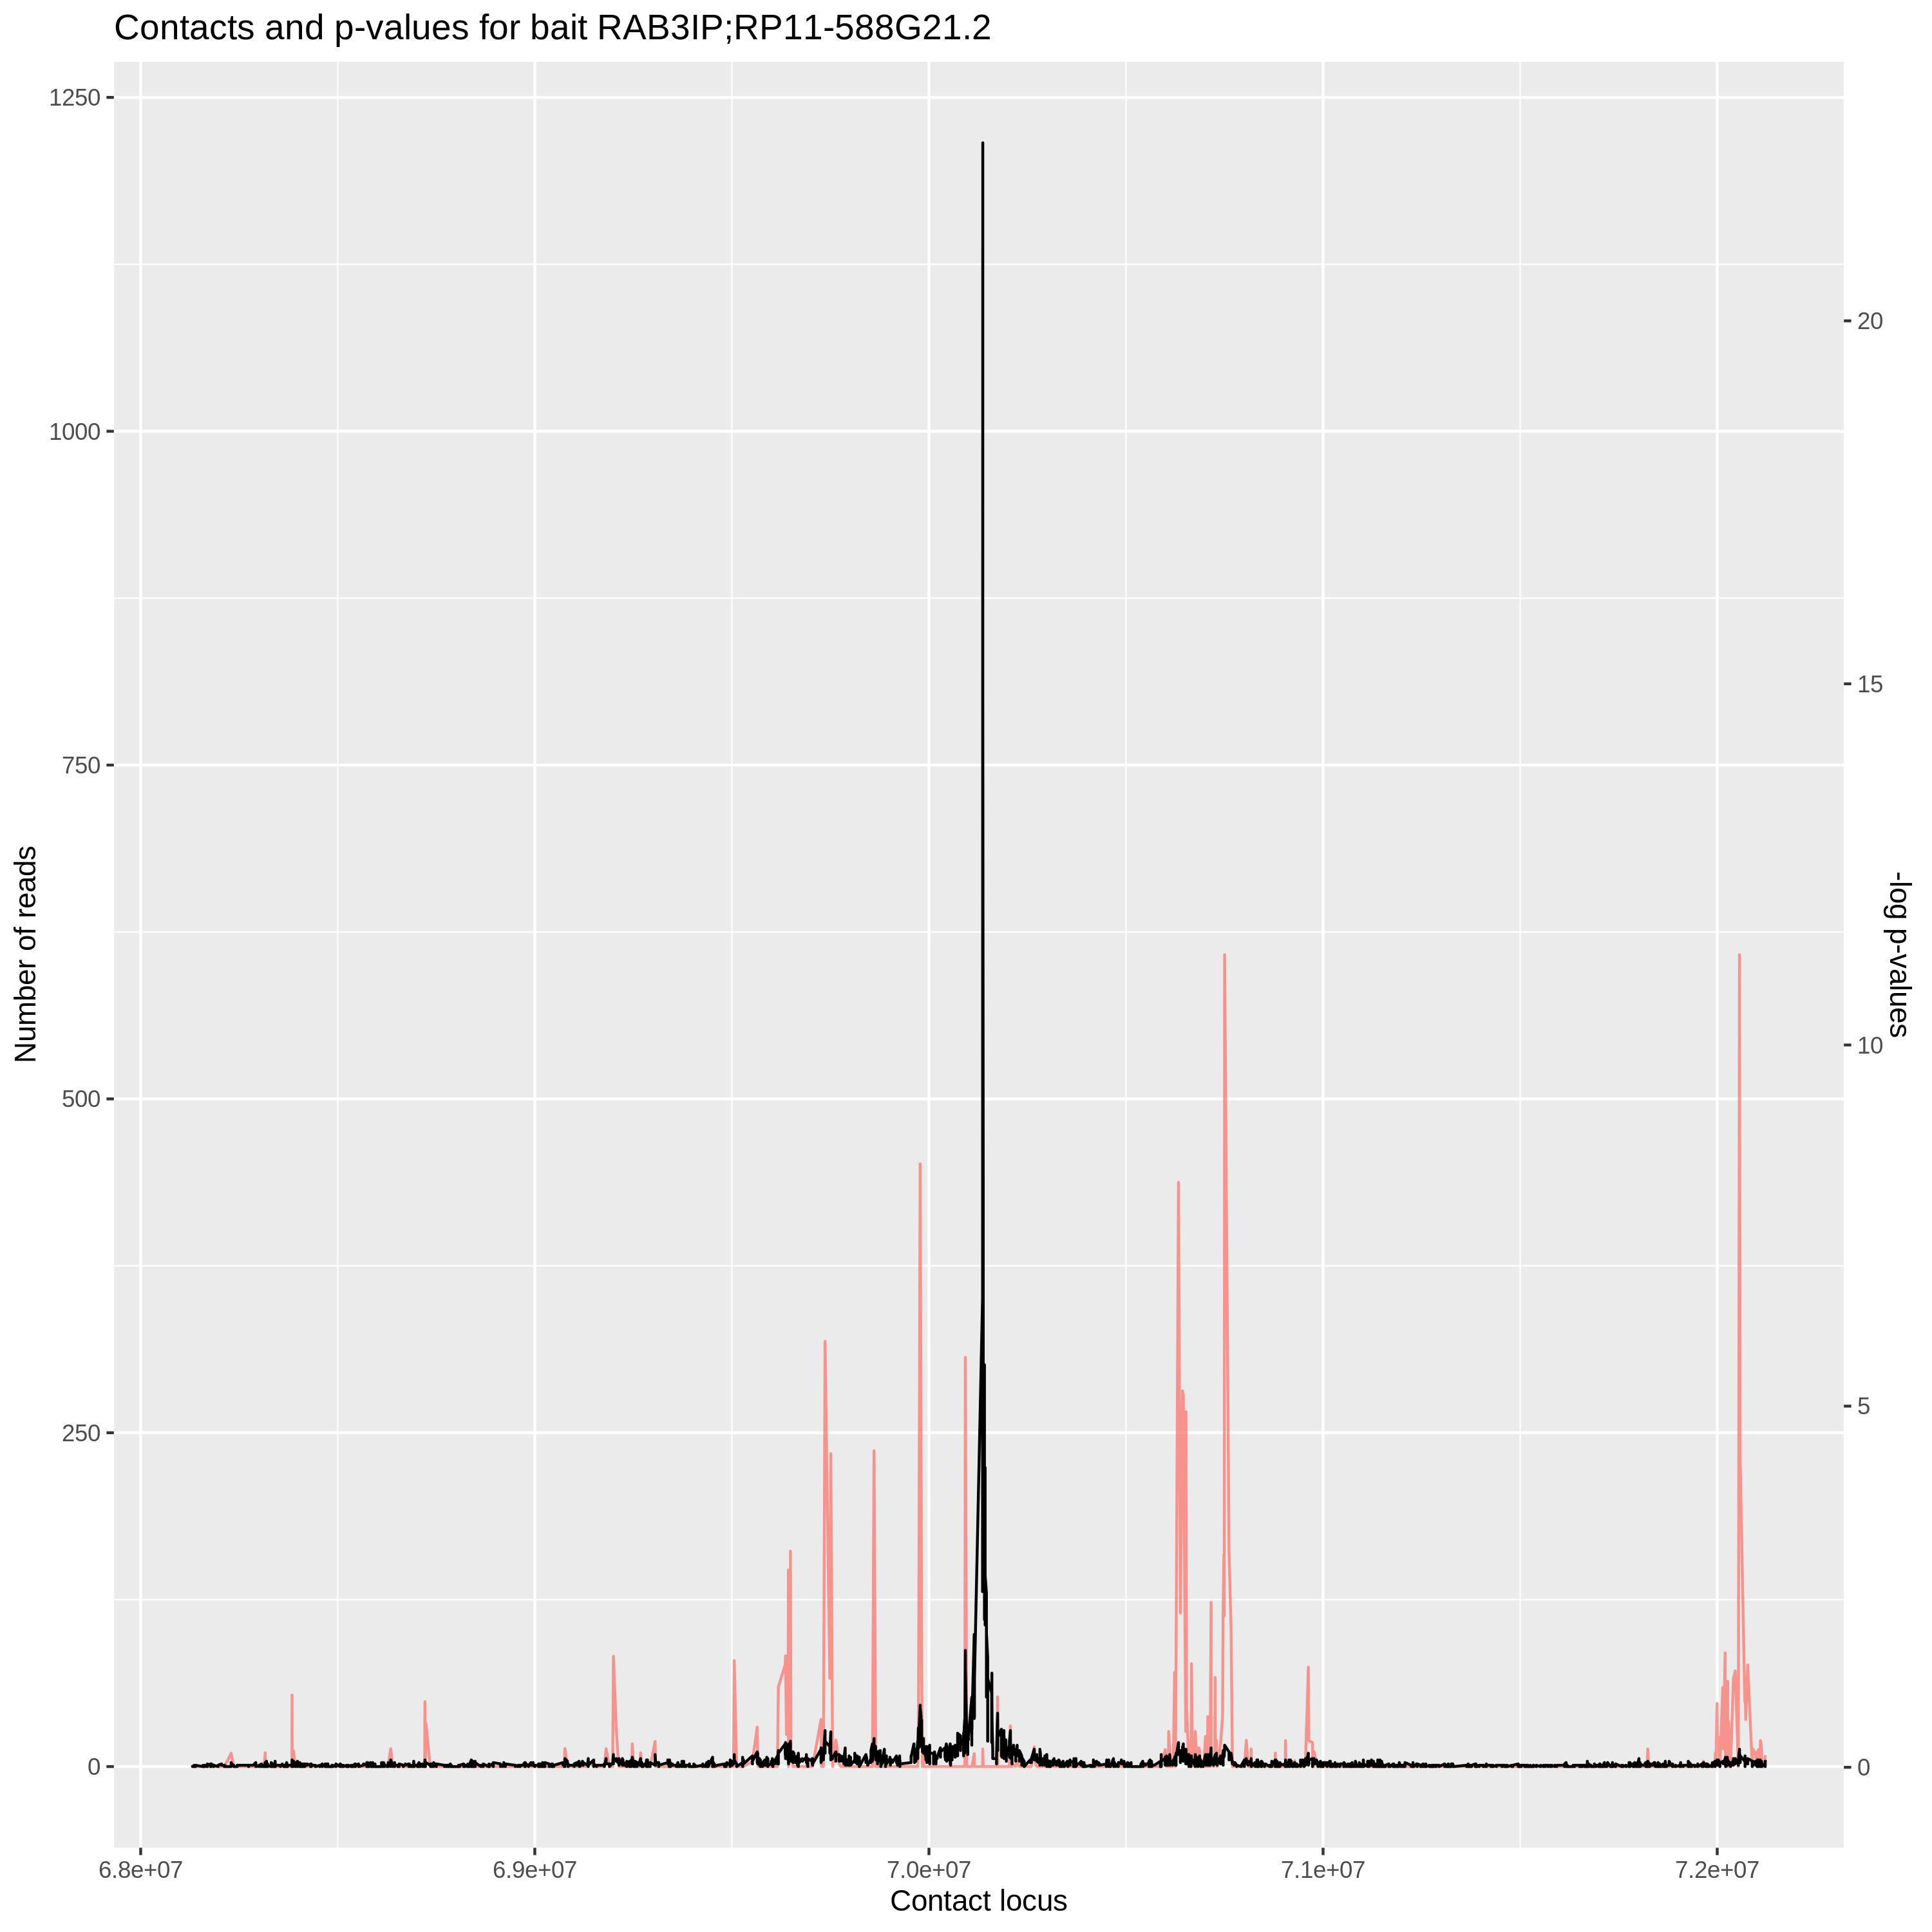 Contacts and p-values for bait RAB3IP;RP11-588G21.2
1250
1000
750
500
250
0
Number of reads
20
15
10
5
0
-log p-values
6.8e+07
6.9e+07
7.0e+07
7.1e+07
7.2e+07
Contact locus